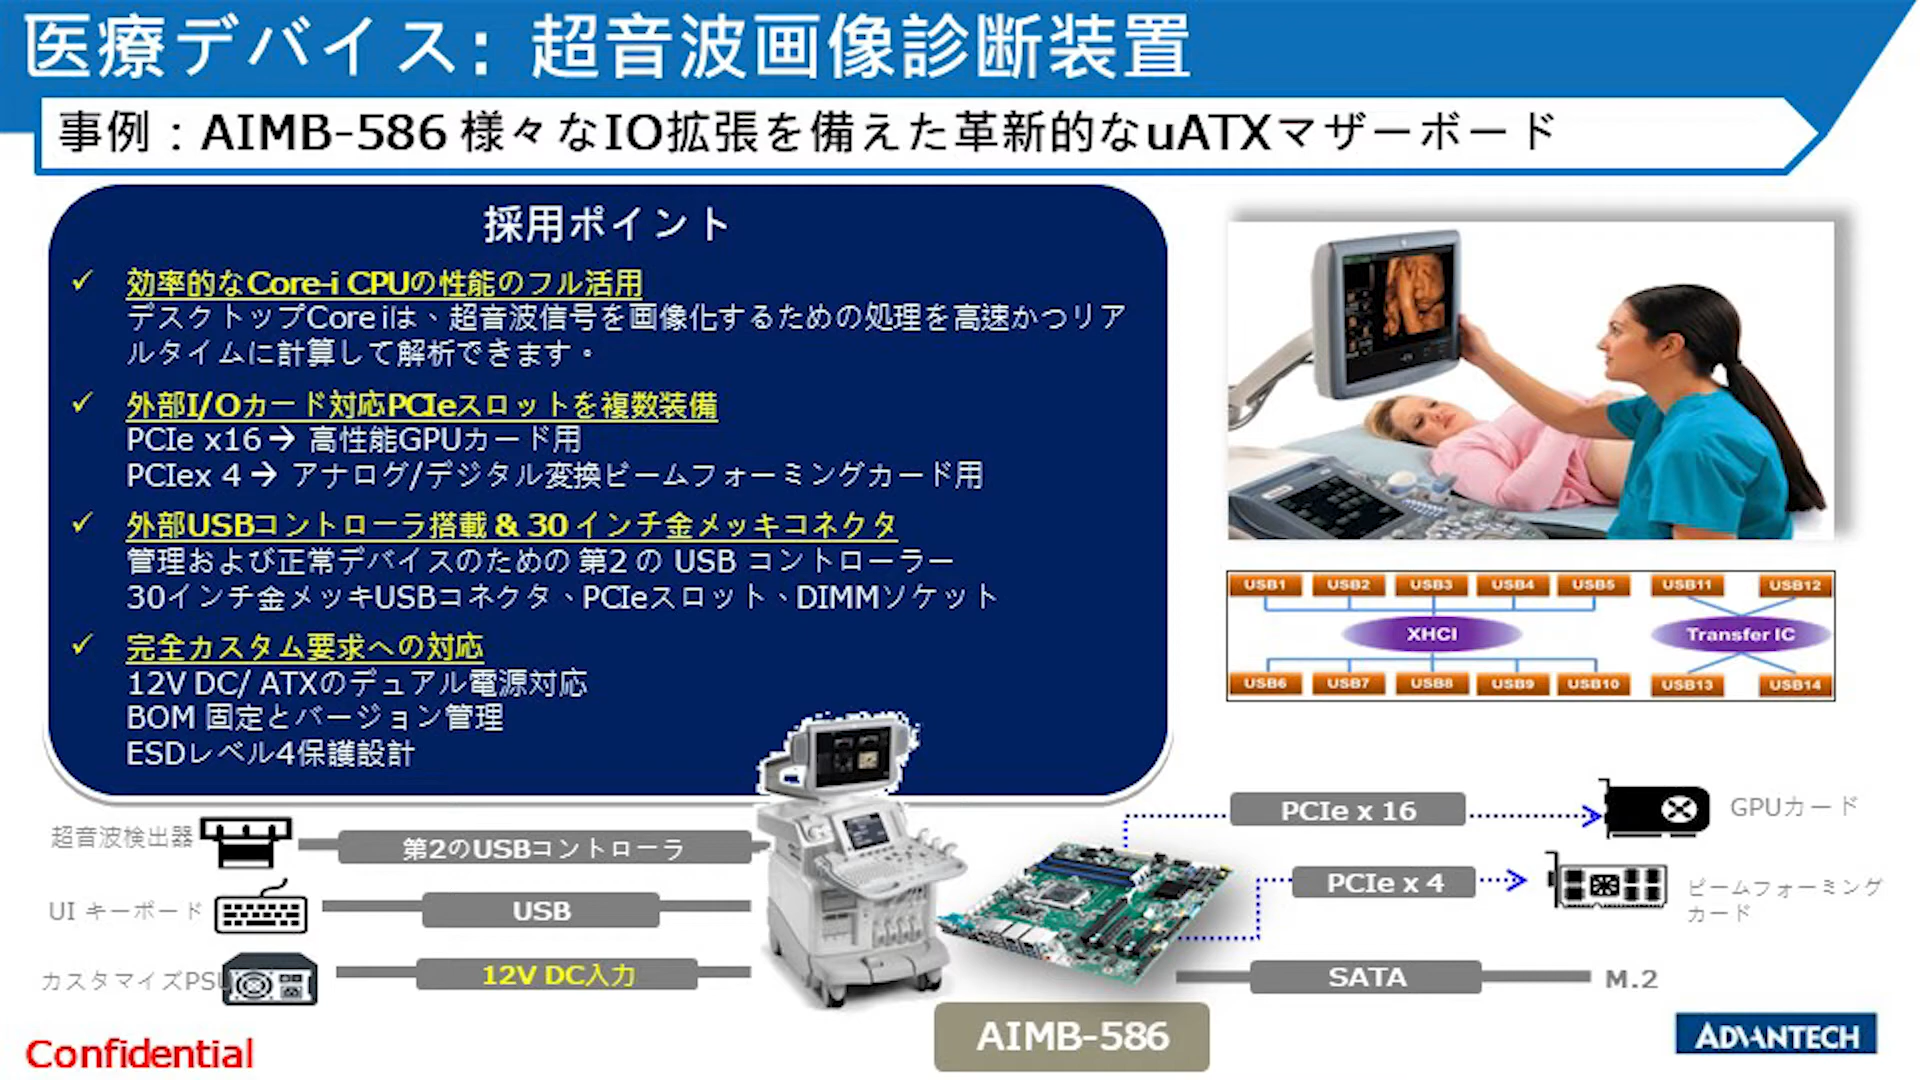 医療デバイス: 超音波画像診断装置
事例：AIMB-586 様々なIO拡張を備えた革新的なuATXマザーボード
採用ポイント
✓ 効率的なCore-i CPUの性能のフル活用
デスクトップCore iは、超音波信号を画像化するための処理を高速かつリア
ルタイムに計算して解析できます。
✓ 外部I/Oカード対応PCIeスロットを複数装備
PCIe x16→ 高性能GPUカード用
PCIex 4→ アナログ/デジタル変換ビームフォーミングカード用
✓ 外部USBコントローラ搭載 & 30 インチ金メッキコネクタ
管理および正常デバイスのための 第2 の USB コントローラー
30インチ金メッキUSBコネクタ、PCIeスロット、DIMMソケット
✓ 完全カスタム要求への対応
12V DC/ ATXのデュアル電源対応
BOM 固定とバージョン管理
ESDレベル4保護設計
USB1 USB2 USB3 USB4 USB5 USB11 USB12
XHCI Transfer IC
USB6 USB7 USB8 USB9 USB10 USB13 USB14
超音波検出器
第2のUSBコントローラ
UI キーボード
USB
カスタマイズPSU
12V DC入力
PCIe x 16
GPUカード
PCIe x 4
ビームフォーミング
カード
SATA
M.2
AIMB-586
Confidential
ADVANTECH